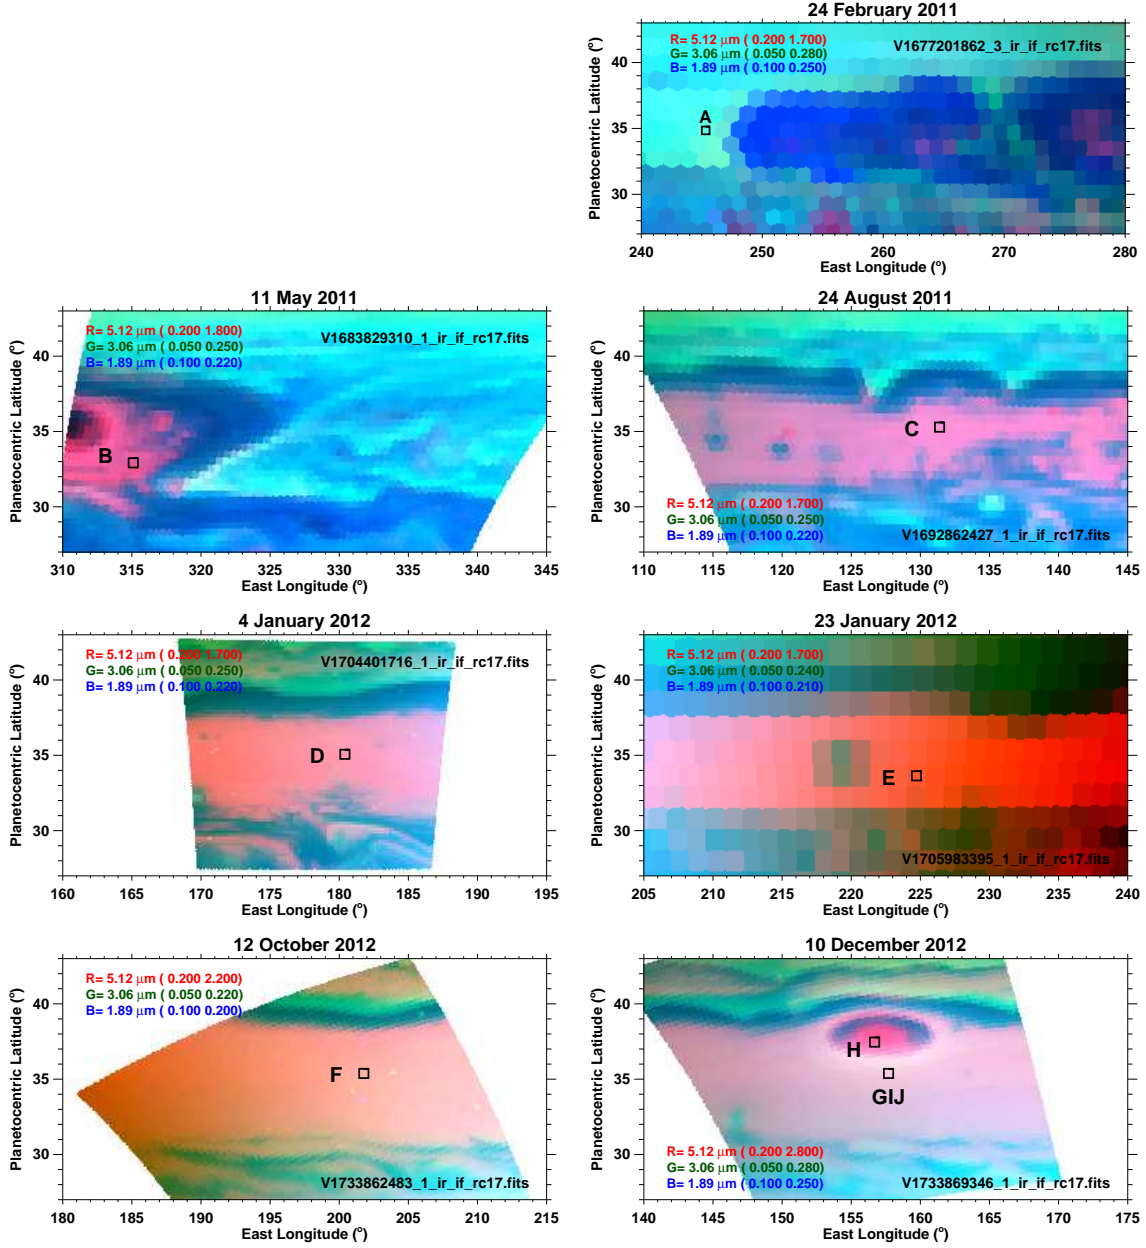 24 February 2011
R= 5.12 μm ( 0.200 1.700)
G= 3.06 μm ( 0.050 0.280)
B= 1.89 μm ( 0.100 0.250)
V1677201862_3_ir_if_rc17.fits
A
Planetocentric Latitude (°)
40
35
30
240 250 260 270 280
East Longitude (°)
11 May 2011
R= 5.12 μm ( 0.200 1.800)
G= 3.06 μm ( 0.050 0.250)
B= 1.89 μm ( 0.100 0.220)
V1683829310_1_ir_if_rc17.fits
B
Planetocentric Latitude (°)
40
35
30
310 315 320 325 330 335 340 345
East Longitude (°)
24 August 2011
C
R= 5.12 μm ( 0.200 1.700)
G= 3.06 μm ( 0.050 0.250)
B= 1.89 μm ( 0.100 0.220)
V1692862427_1_ir_if_rc17.fits
Planetocentric Latitude (°)
40
35
30
110 115 120 125 130 135 140 145
East Longitude (°)
4 January 2012
R= 5.12 μm ( 0.200 1.700)
G= 3.06 μm ( 0.050 0.250)
B= 1.89 μm ( 0.100 0.220)
V1704401716_1_ir_if_rc17.fits
D
Planetocentric Latitude (°)
40
35
30
160 165 170 175 180 185 190 195
East Longitude (°)
23 January 2012
R= 5.12 μm ( 0.200 1.700)
G= 3.06 μm ( 0.050 0.240)
B= 1.89 μm ( 0.100 0.210)
E
V1705983395_1_ir_if_rc17.fits
Planetocentric Latitude (°)
40
35
30
205 210 215 220 225 230 235 240
East Longitude (°)
12 October 2012
R= 5.12 μm ( 0.200 2.200)
G= 3.06 μm ( 0.050 0.220)
B= 1.89 μm ( 0.100 0.200)
F
V1733862483_1_ir_if_rc17.fits
Planetocentric Latitude (°)
40
35
30
180 185 190 195 200 205 210 215
East Longitude (°)
10 December 2012
H
GIJ
R= 5.12 μm ( 0.200 2.800)
G= 3.06 μm ( 0.050 0.280)
B= 1.89 μm ( 0.100 0.250)
V1733869346_1_ir_if_rc17.fits
Planetocentric Latitude (°)
40
35
30
140 145 150 155 160 165 170 175
East Longitude (°)